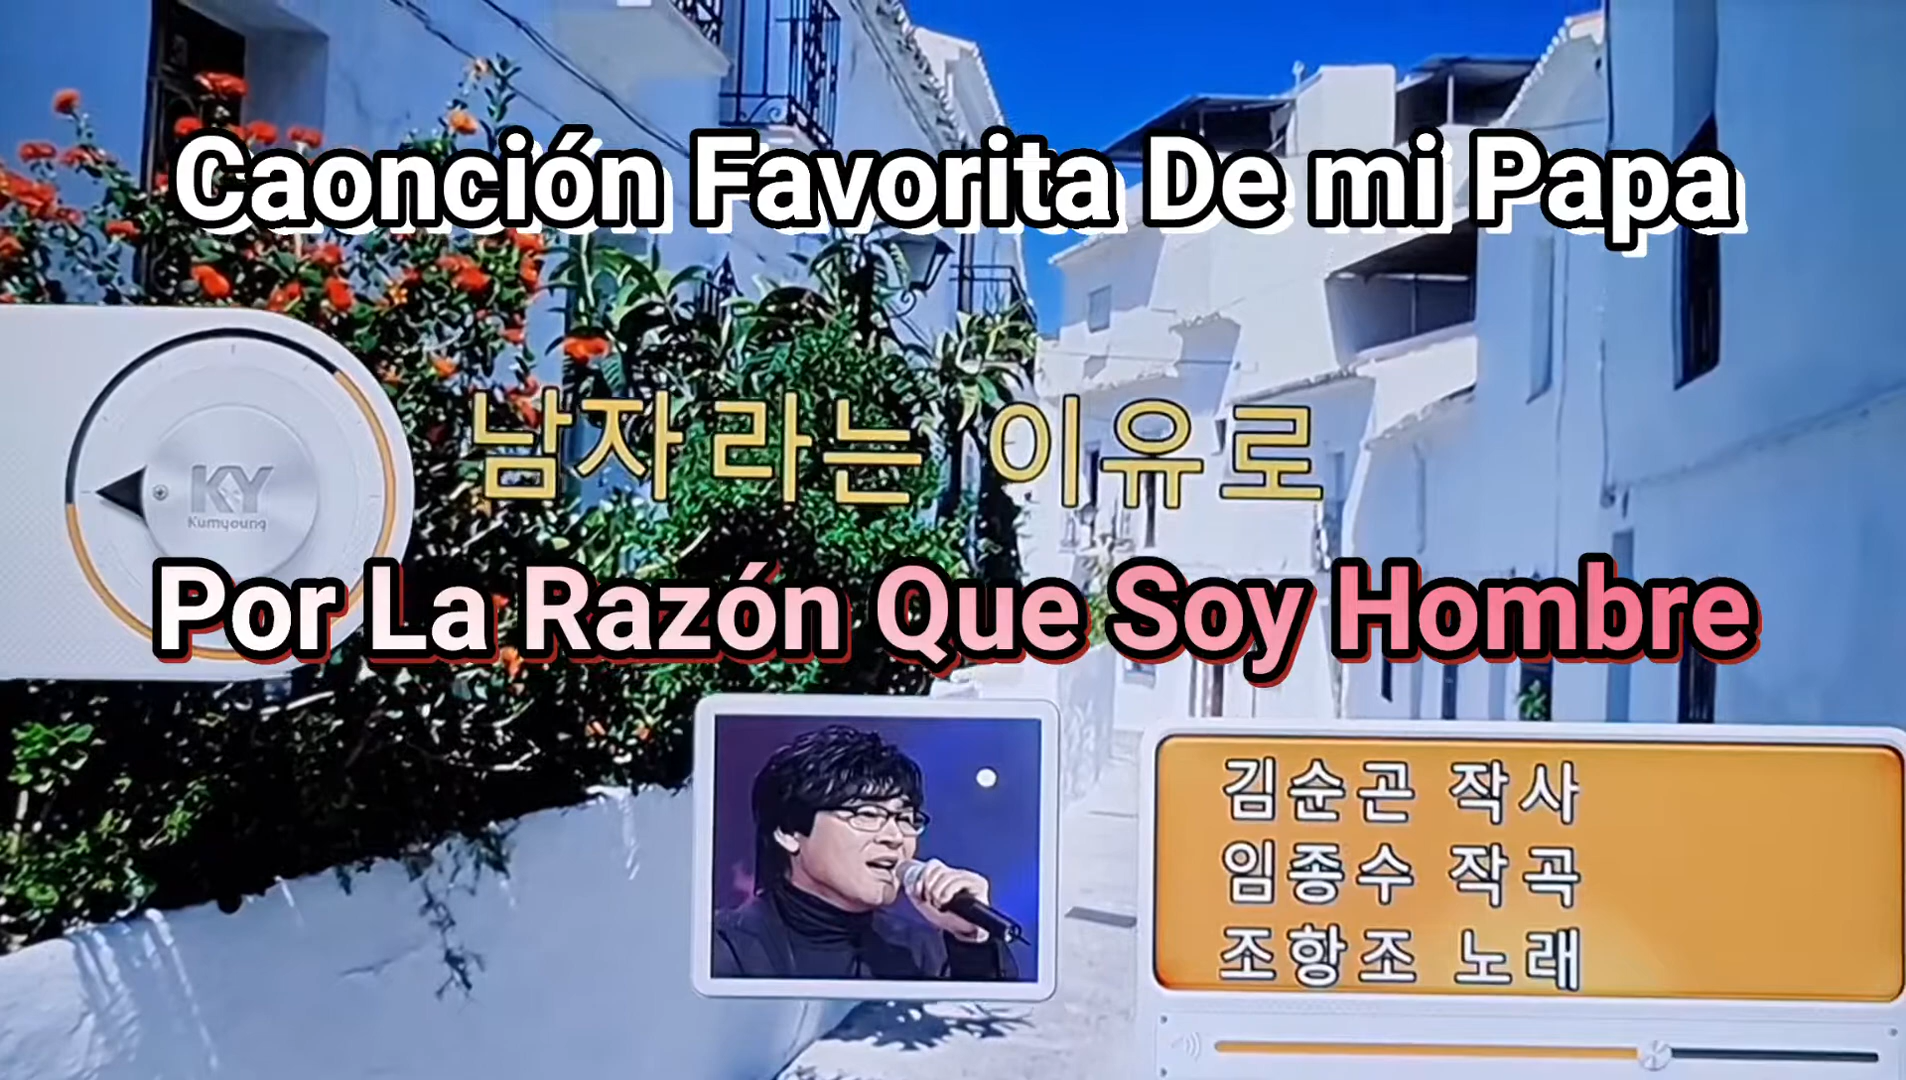 Caonción Favorita De mi Papa
남자라는 이유로
KY
Kumyoung
Por La Razón Que Soy Hombre
김순곤 작사
임종수 작곡
조항조 노래